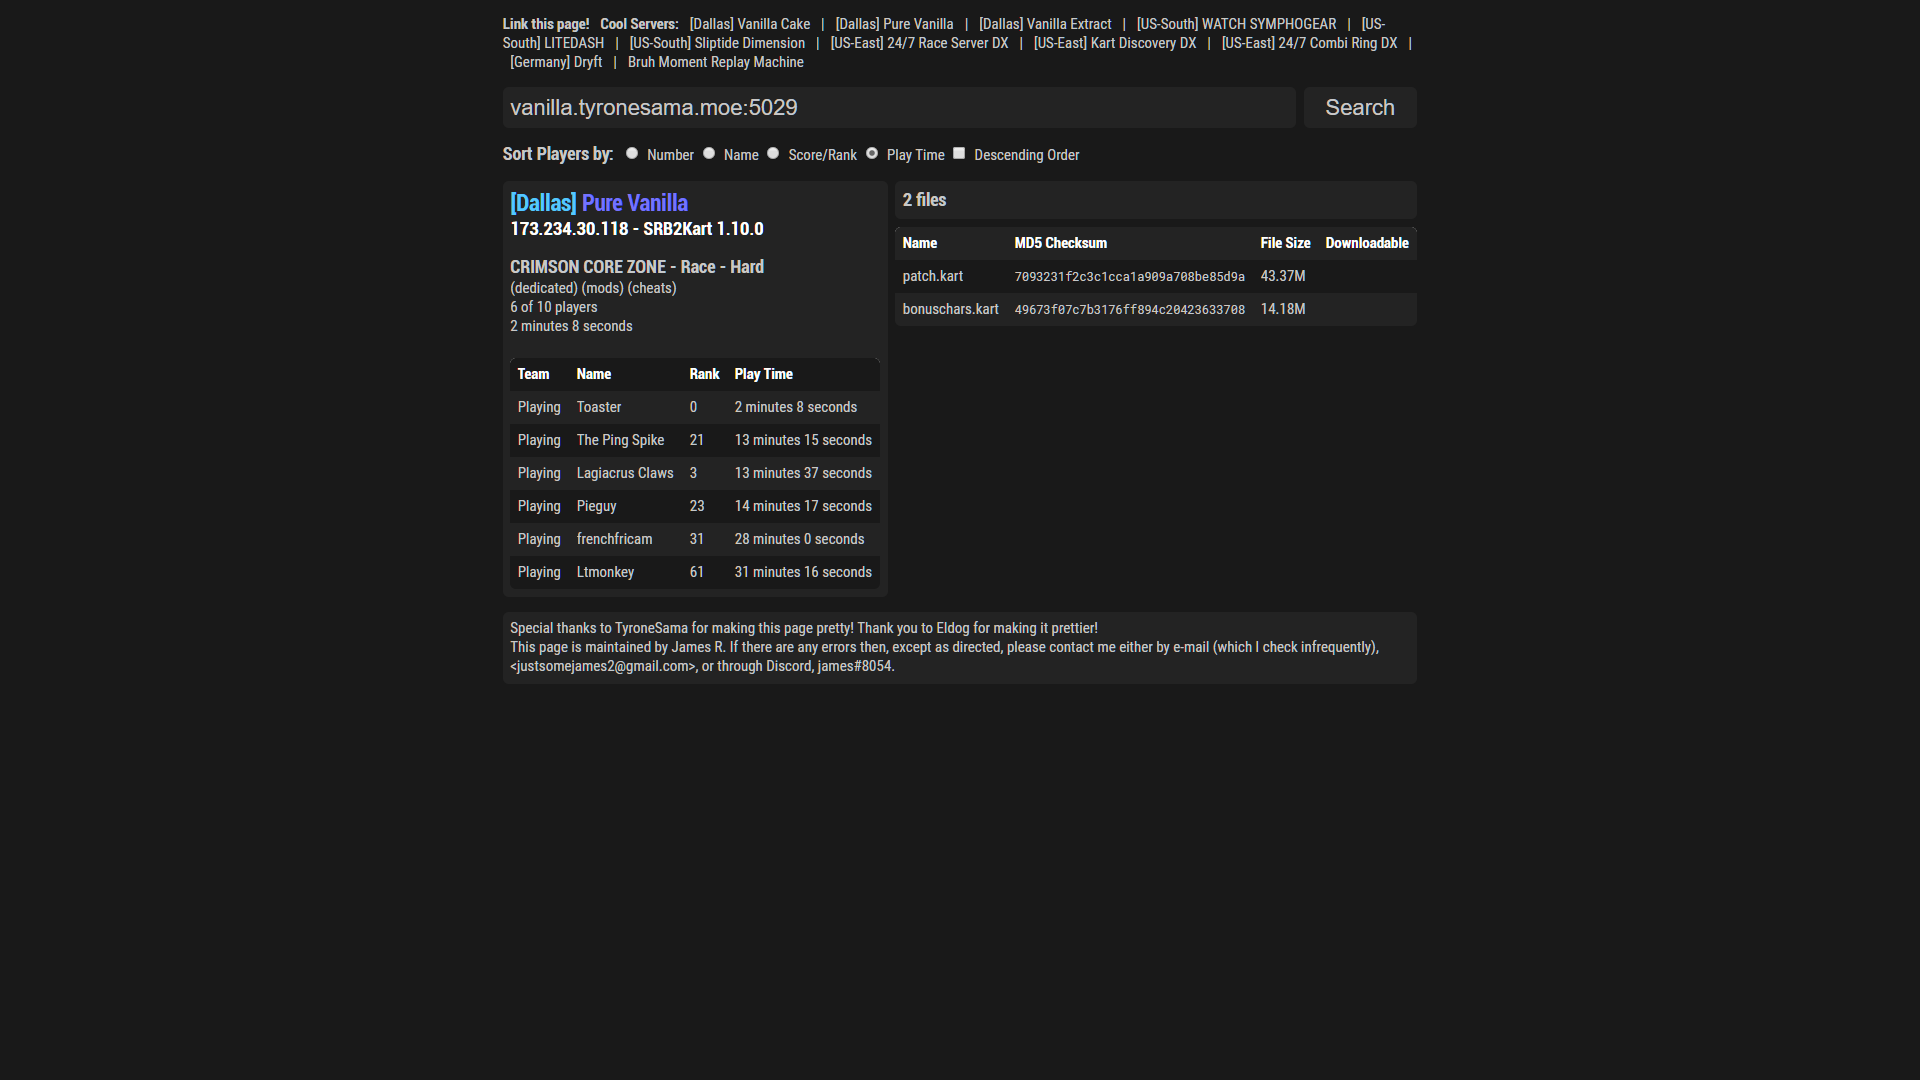 Link this page! Cool Servers: [Dallas] Vanilla Cake | [Dallas] Pure Vanilla | [Dallas] Vanilla Extract | [US-South] WATCH SYMPHOGEAR | [US-
South] LITEDASH | [US-South] Sliptide Dimension | [US-East] 24/7 Race Server DX | [US-East] Kart Discovery DX | [US-East] 24/7 Combi Ring DX |
[Germany] Dryft | Bruh Moment Replay Machine
vanilla.tyronesama.moe:5029 Search
Sort Players by: Number Name Score/Rank Play Time Descending Order
[Dallas] Pure Vanilla
173.234.30.118 - SRB2Kart 1.10.0
CRIMSON CORE ZONE - Race - Hard
(dedicated) (mods) (cheats)
6 of 10 players
2 minutes 8 seconds
Team Name Rank Play Time
Playing Toaster 0 2 minutes 8 seconds
Playing The Ping Spike 21 13 minutes 15 seconds
Playing Lagiacrus Claws 3 13 minutes 37 seconds
Playing Pieguy 23 14 minutes 17 seconds
Playing frenchfricam 31 28 minutes 0 seconds
Playing Ltmonkey 61 31 minutes 16 seconds
2 files
Name MD5 Checksum File Size Downloadable
patch.kart 7093231f2c3c1cca1a909a708be85d9a 43.37M
bonuschars.kart 49673f07c7b3176ff894c20423633708 14.18M
Special thanks to TyroneSama for making this page pretty! Thank you to Eldog for making it prettier!
This page is maintained by James R. If there are any errors then, except as directed, please contact me either by e-mail (which I check infrequently),
<justsomejames2@gmail.com>, or through Discord, james#8054.